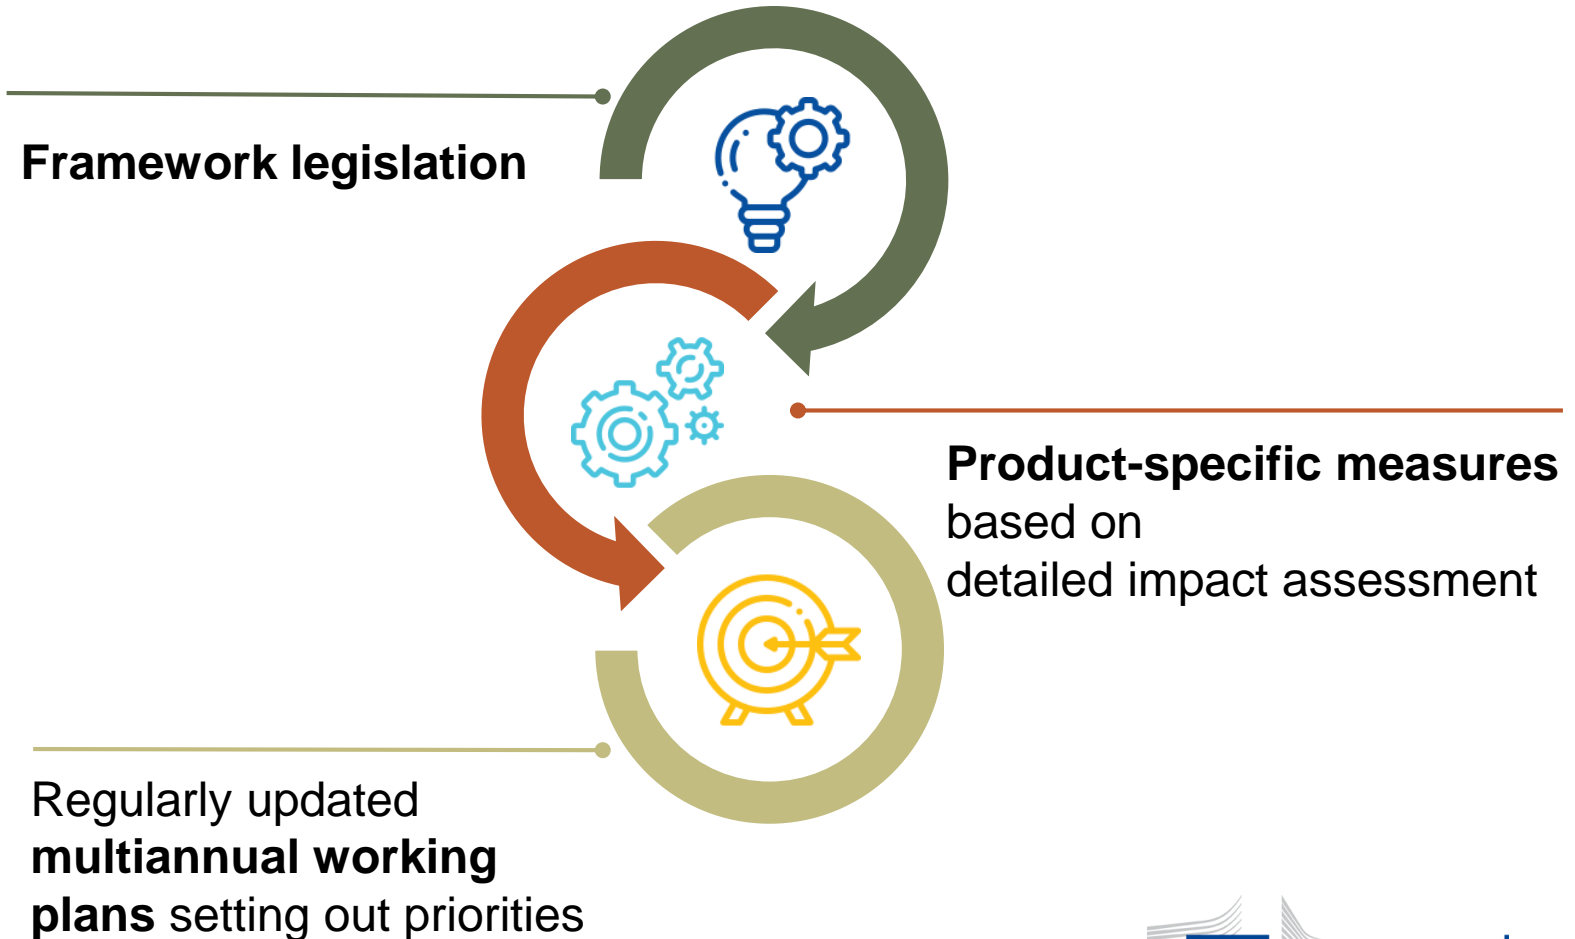 Framework legislation
Product-specific measures
based on
detailed impact assessment
Regularly updated
multiannual working
plans setting out priorities